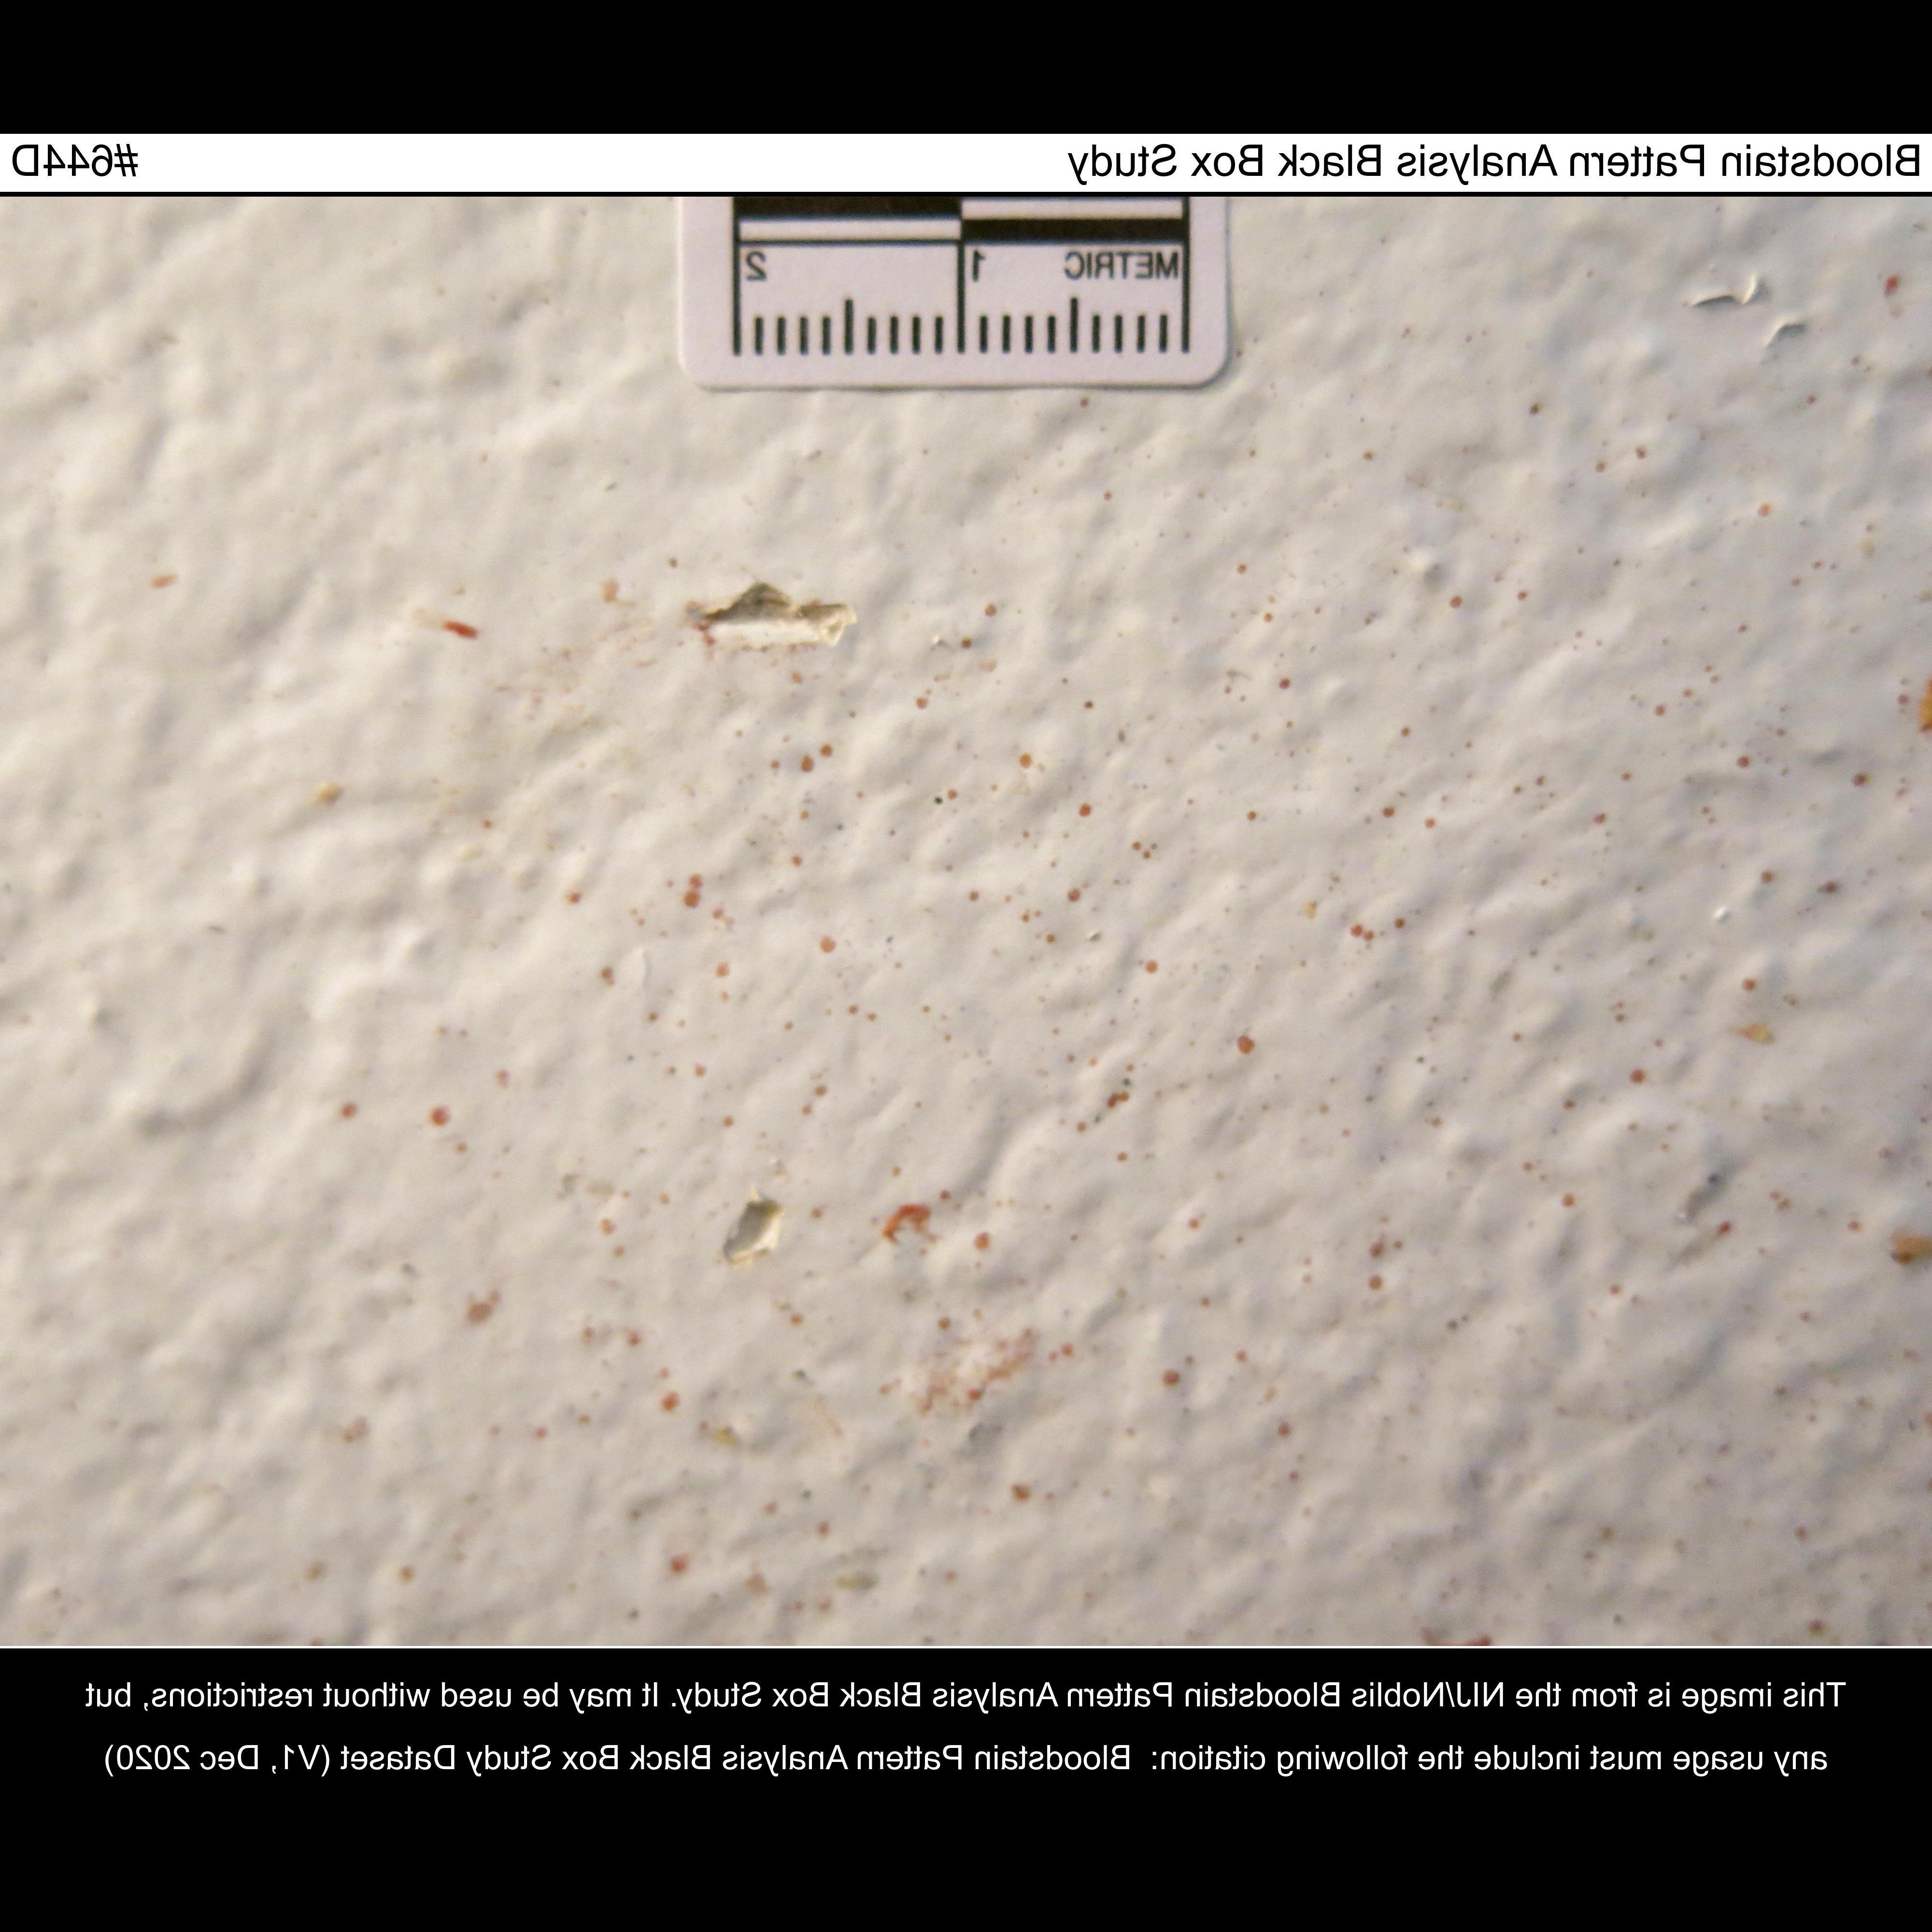 Bloodstain Pattern Analysis Black Box Study #644D
METRIC 1 2
This image is from the NIJ/Noblis Bloodstain Pattern Analysis Black Box Study. It may be used without restrictions, but
any usage must include the following citation: Bloodstain Pattern Analysis Black Box Study Dataset (V1, Dec 2020)